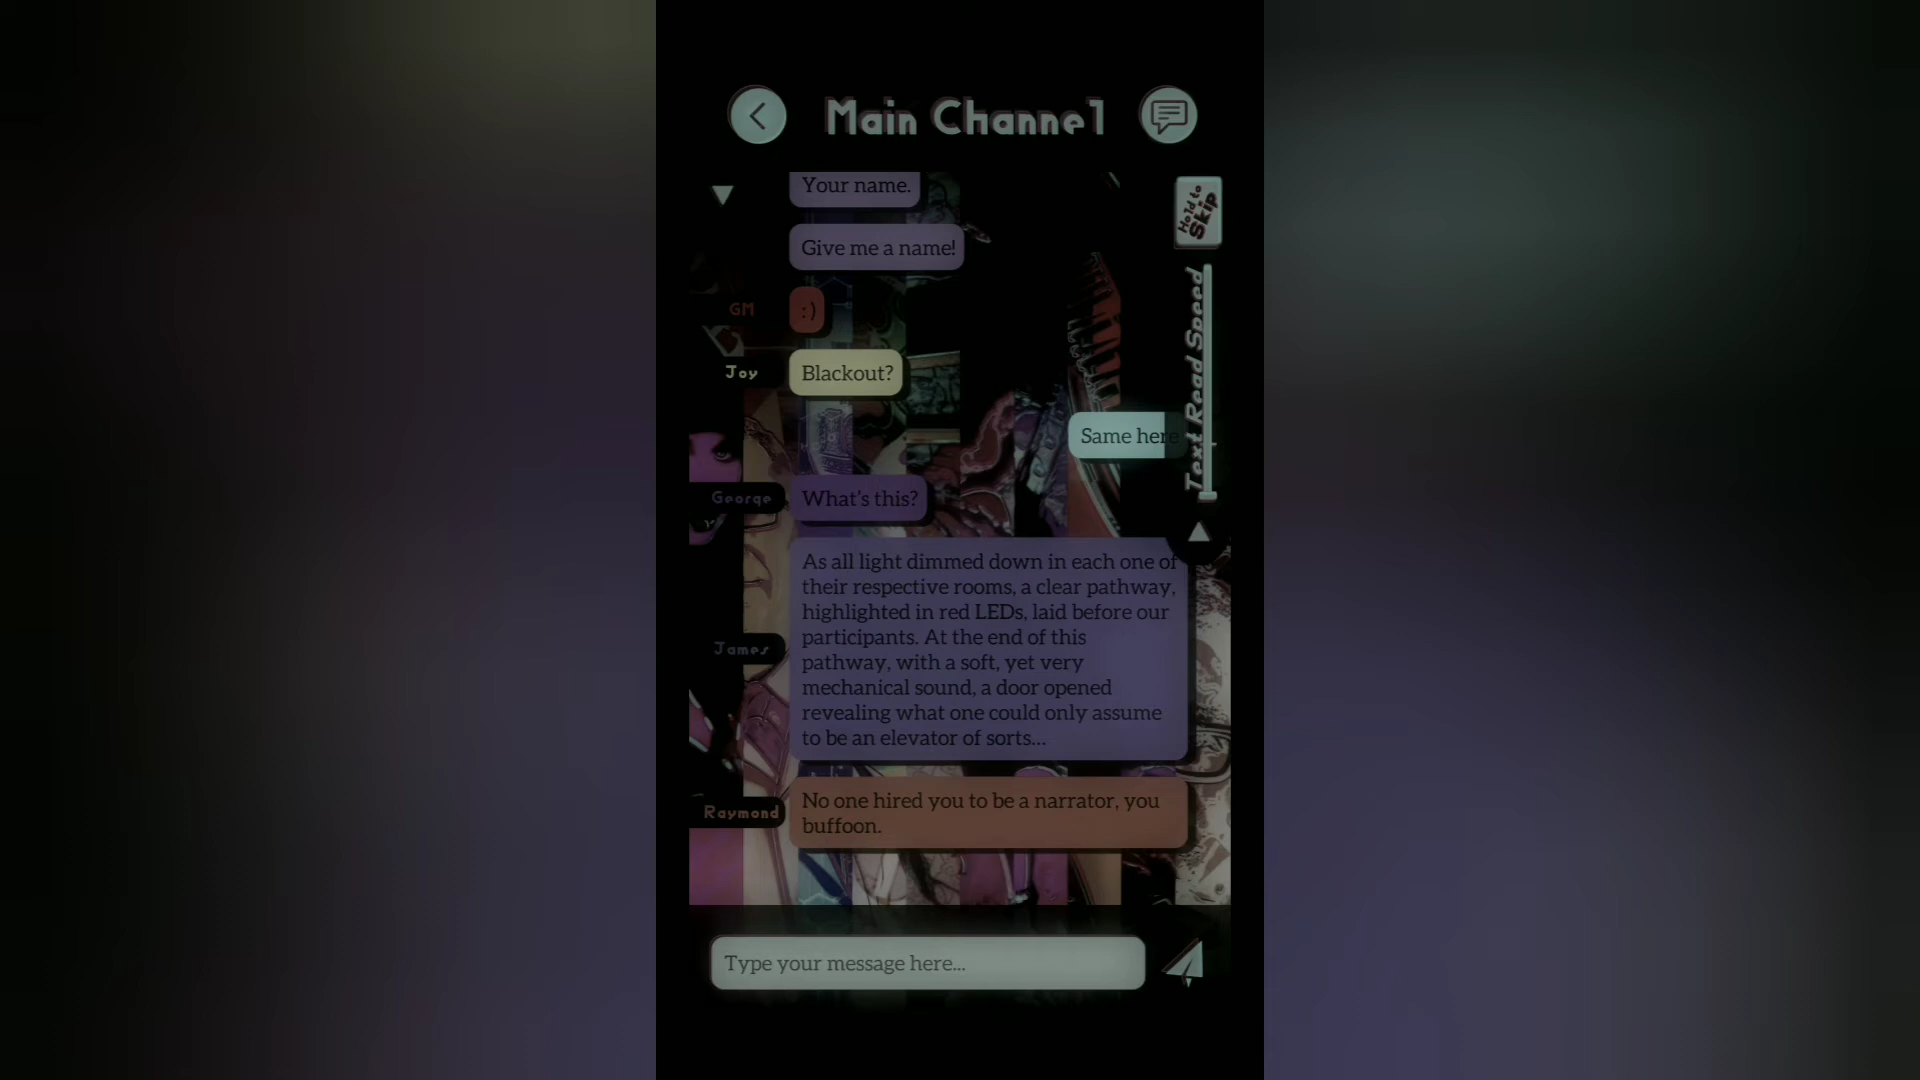 Main Channel
Your name.
Hold to
Skip
Give me a name!
GM
:)
Text Read Speed
Joy
Blackout?
Same here
George
What's this?
James
As all light dimmed down in each one of
their respective rooms, a clear pathway,
highlighted in red LEDs, laid before our
participants. At the end of this
pathway, with a soft, yet very
mechanical sound, a door opened
revealing what one could only assume
to be an elevator of sorts...
Raymond
No one hired you to be a narrator, you
buffoon.
Type your message here...